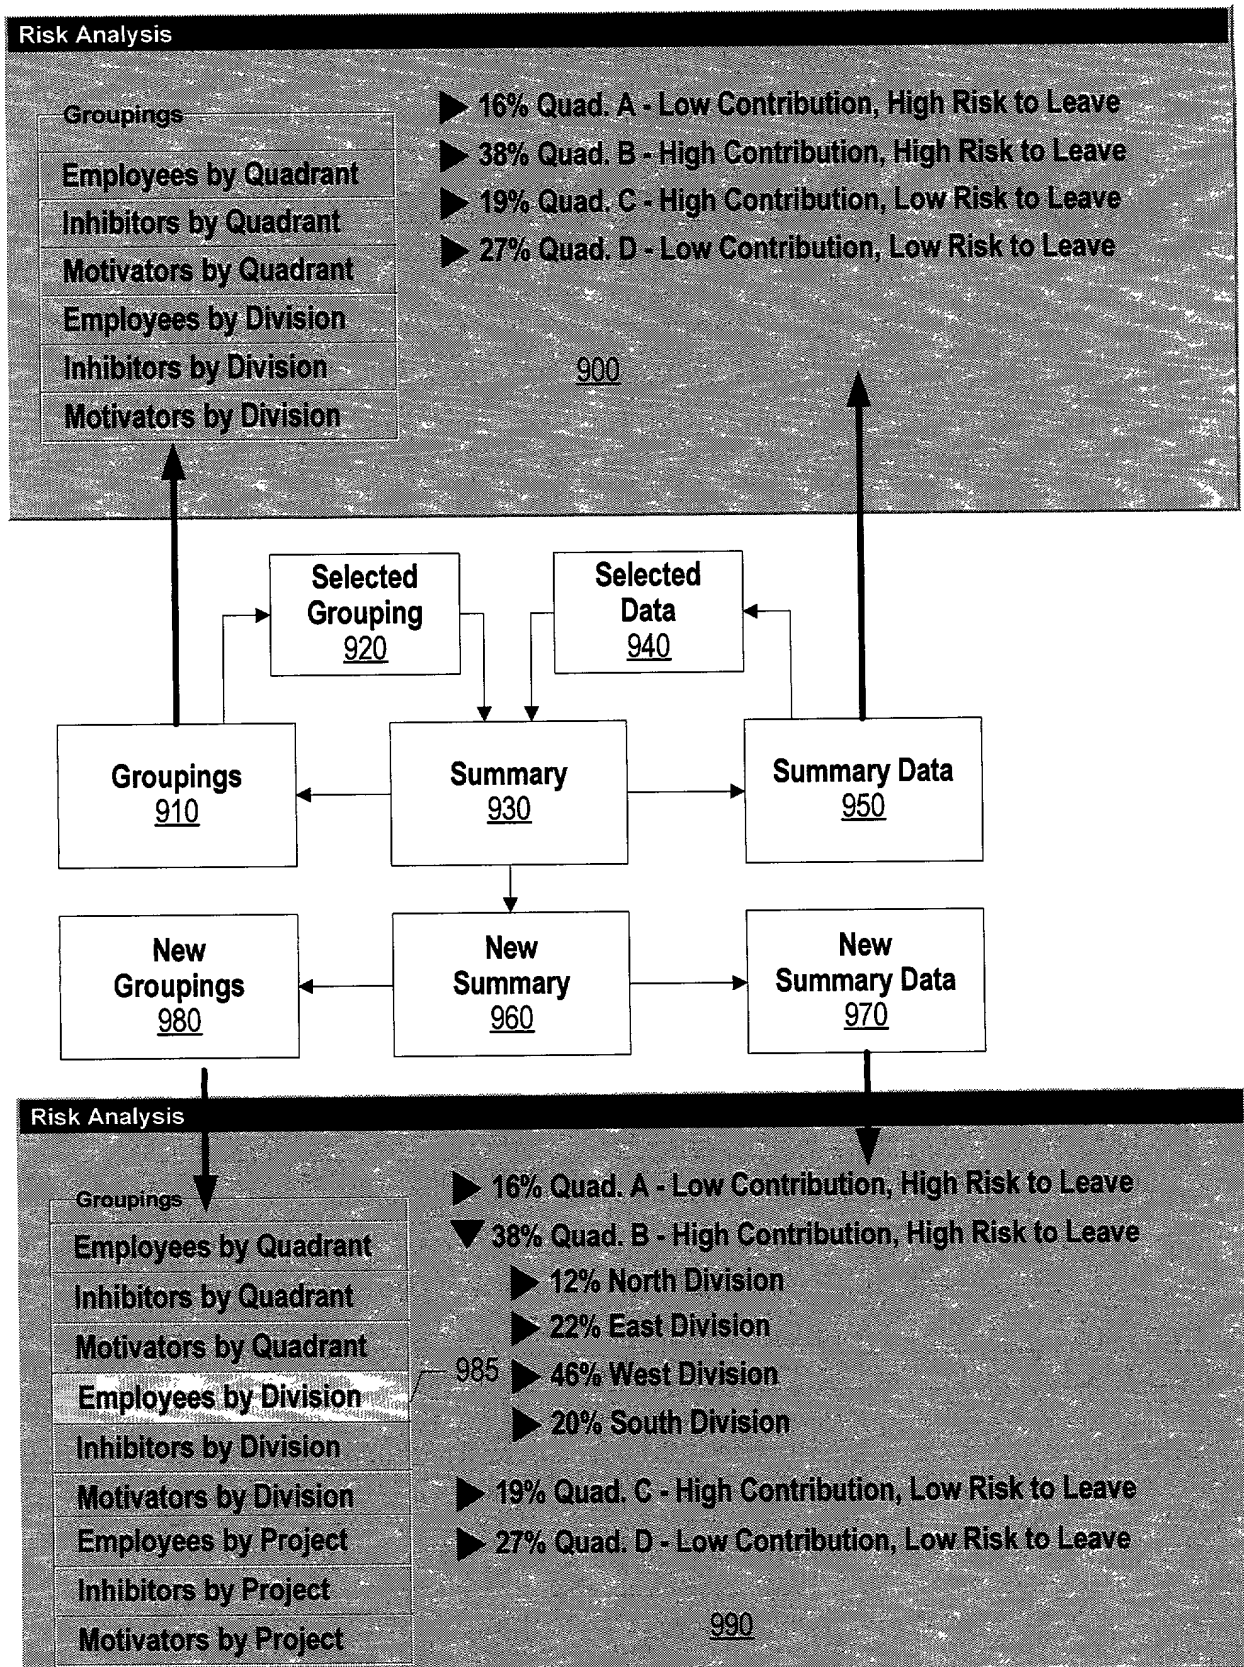 Risk Analysis
Groupings
Employees by Quadrant
Inhibitors by Quadrant
Motivators by Quadrant
Employees by Division
Inhibitors by Division
Motivators by Division
16% Quad. A - Low Contribution, High Risk to Leave
38% Quad. B - High Contribution, High Risk to Leave
19% Quad. C - High Contribution, Low Risk to Leave
27% Quad. D - Low Contribution, Low Risk to Leave
900
Selected
Grouping
920
Selected
Data
940
Groupings
910
Summary
930
Summary Data
950
New
Groupings
980
New
Summary
960
New
Summary Data
970
Risk Analysis
Groupings
Employees by Quadrant
Inhibitors by Quadrant
Motivators by Quadrant
Employees by Division
Inhibitors by Division
Motivators by Division
Employees by Project
Inhibitors by Project
Motivators by Project
985
16% Quad. A - Low Contribution, High Risk to Leave
38% Quad. B - High Contribution, High Risk to Leave
12% North Division
22% East Division
46% West Division
20% South Division
19% Quad. C - High Contribution, Low Risk to Leave
27% Quad. D - Low Contribution, Low Risk to Leave
990